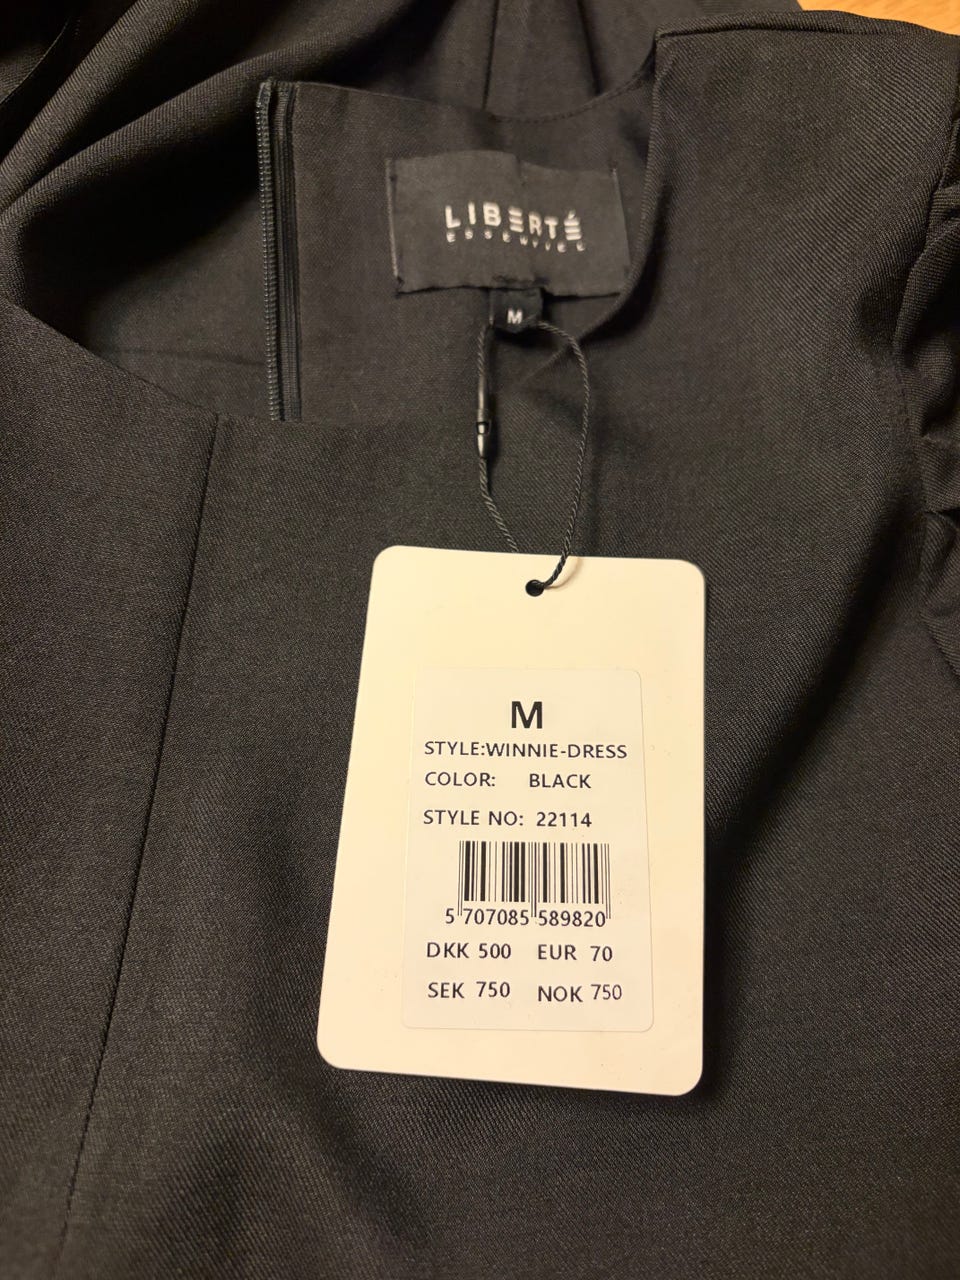 LIBERTÉ
ESSENTIEL
M
M
STYLE:WINNIE-DRESS
COLOR: BLACK
STYLE NO: 22114
5 707085 589820
DKK 500 EUR 70
SEK 750 NOK 750